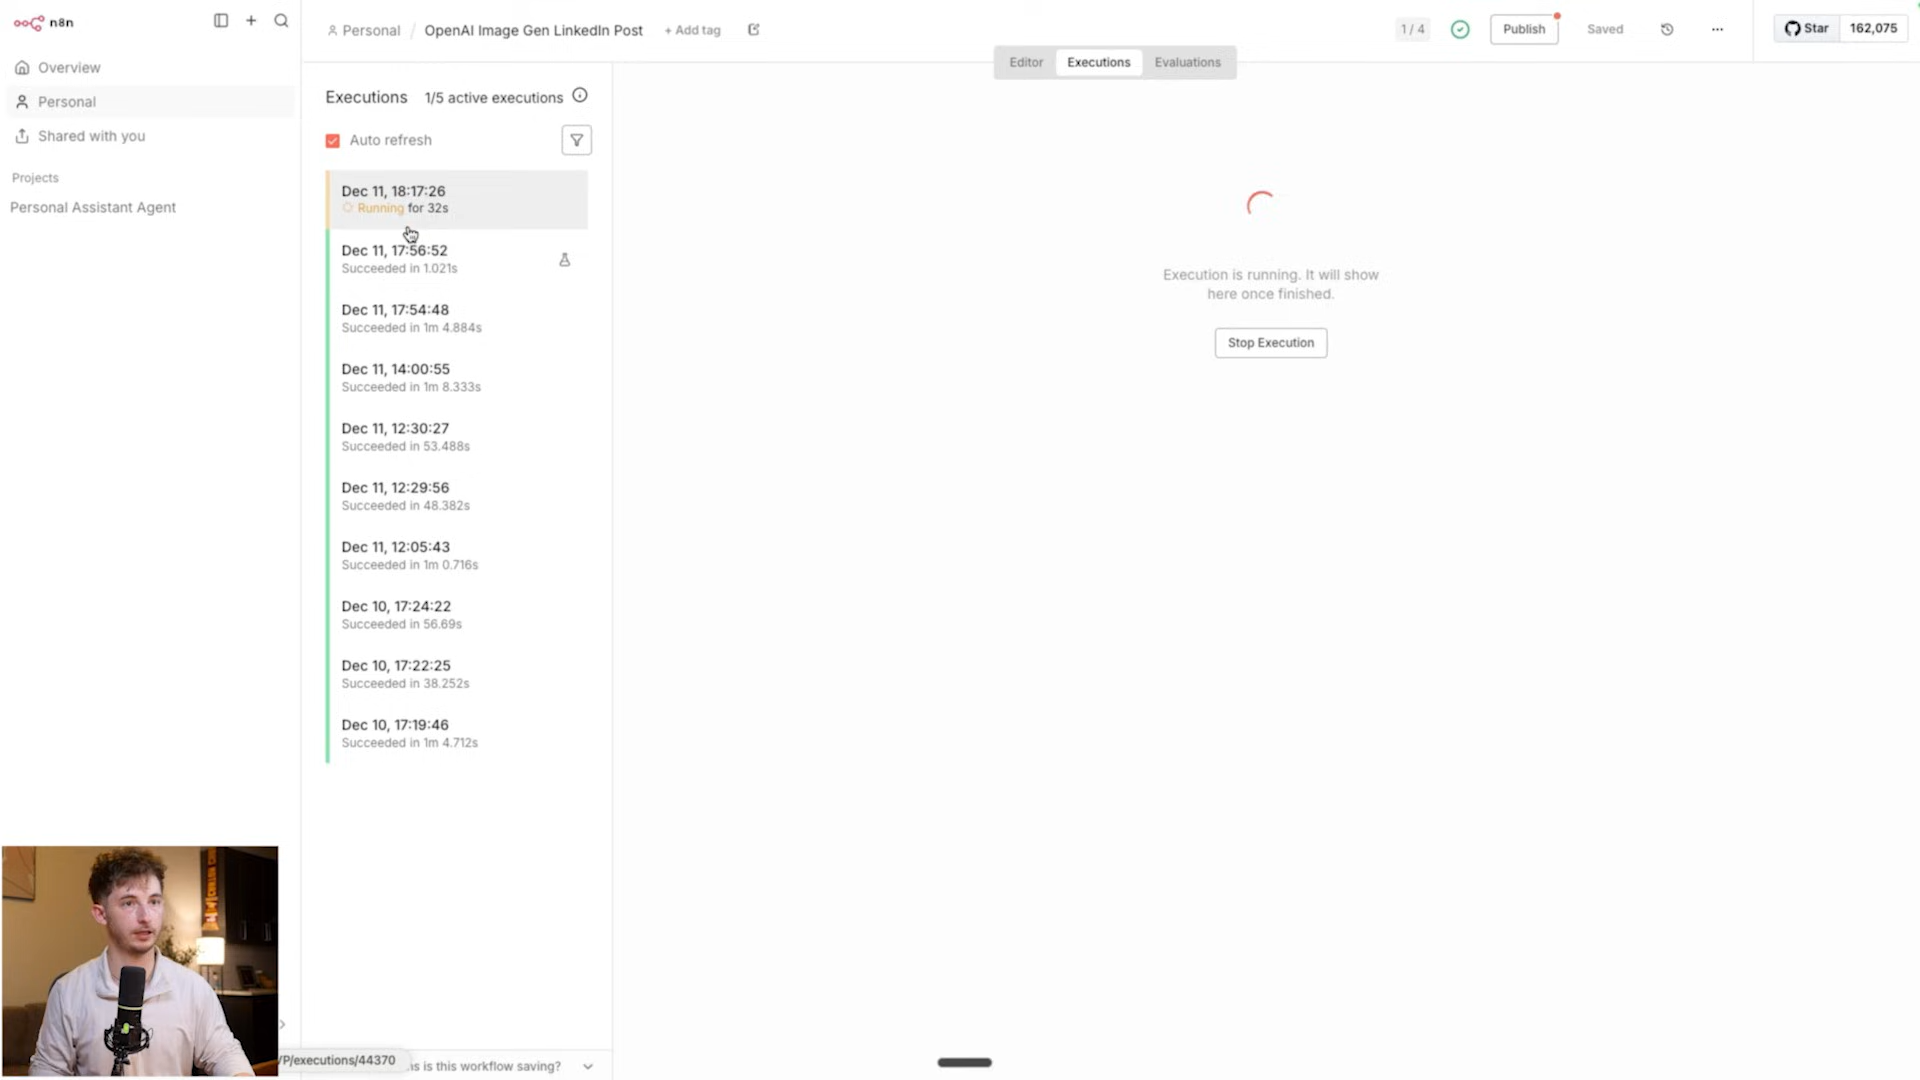 n8n
Overview
Personal
Shared with you
Projects
Personal Assistant Agent
Personal / OpenAI Image Gen LinkedIn Post + Add tag
1 / 4
Publish
Saved
...
Star 162,075
Editor Executions Evaluations
Executions 1/5 active executions
Auto refresh
Dec 11, 18:17:26
Running for 32s
Dec 11, 17:56:52
Succeeded in 1.021s
Dec 11, 17:54:48
Succeeded in 1m 4.884s
Dec 11, 14:00:55
Succeeded in 1m 8.333s
Dec 11, 12:30:27
Succeeded in 53.488s
Dec 11, 12:29:56
Succeeded in 48.382s
Dec 11, 12:05:43
Succeeded in 1m 0.716s
Dec 10, 17:24:22
Succeeded in 56.69s
Dec 10, 17:22:25
Succeeded in 38.252s
Dec 10, 17:19:46
Succeeded in 1m 4.712s
Execution is running. It will show
here once finished.
Stop Execution
/P/executions/44370
is this workflow saving?